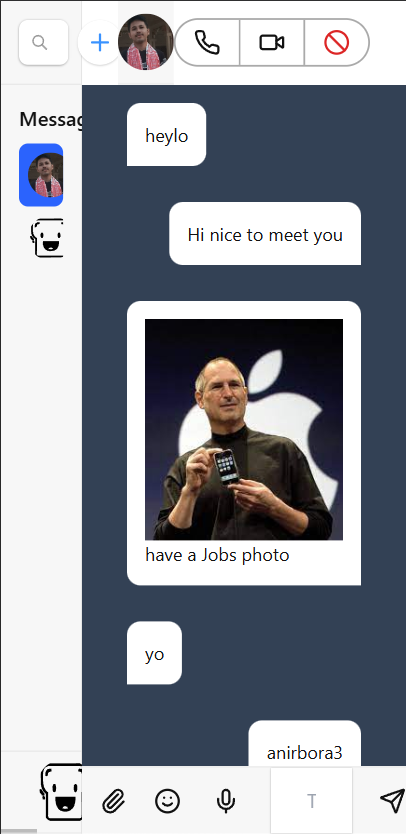 Messag
heylo
Hi nice to meet you
have a Jobs photo
yo
anirbora3
T